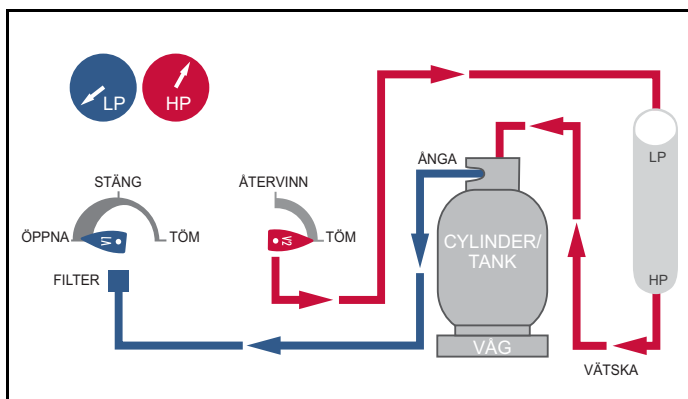 LP
HP
STÄNG
ÖPPNA
V1
TÖM
FILTER
ÅTERVINN
V2
TÖM
ÅNGA
CYLINDER/
TANK
VÅG
LP
HP
VÄTSKA